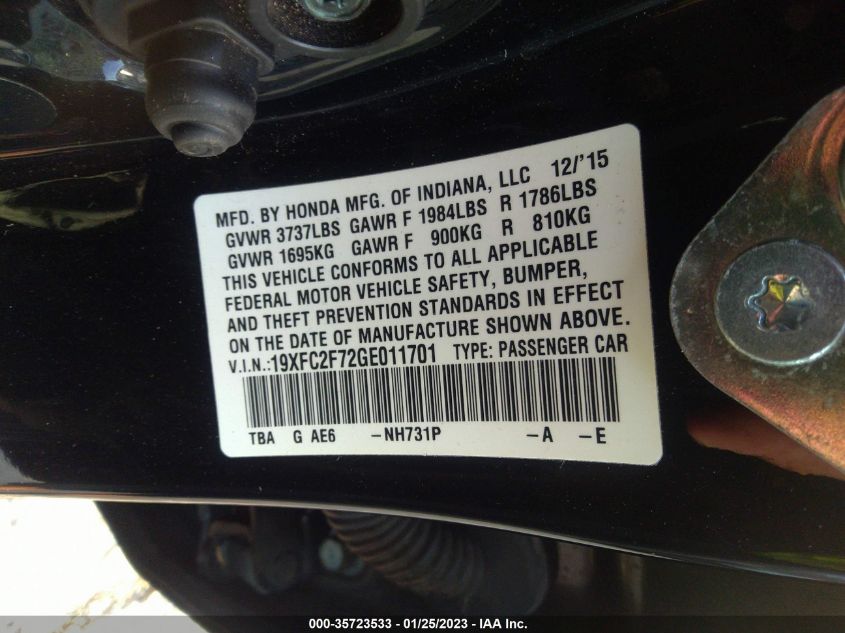 MFD. BY HONDA MFG. OF INDIANA, LLC 12/'15
GVWR 3737LBS GAWR F 1984LBS R 1786LBS
GVWR 1695KG GAWR F 900KG R 810KG
THIS VEHICLE CONFORMS TO ALL APPLICABLE
FEDERAL MOTOR VEHICLE SAFETY, BUMPER,
AND THEFT PREVENTION STANDARDS IN EFFECT
ON THE DATE OF MANUFACTURE SHOWN ABOVE.
V.I.N.:19XFC2F72GE011701 TYPE: PASSENGER CAR
TBA G AE6 -NH731P -A -E
000-35723533 - 01/25/2023 - IAA Inc.